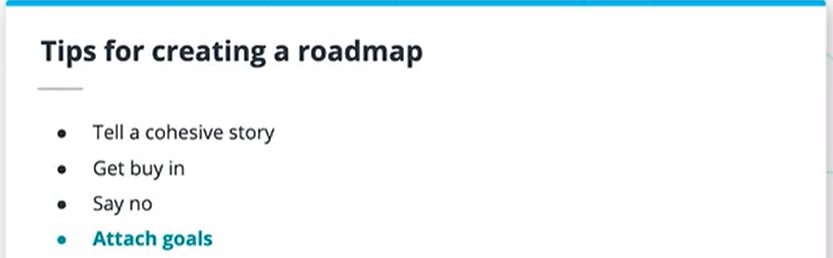 Tips for creating a roadmap
● Tell a cohesive story
● Get buy in
● Say no
● Attach goals